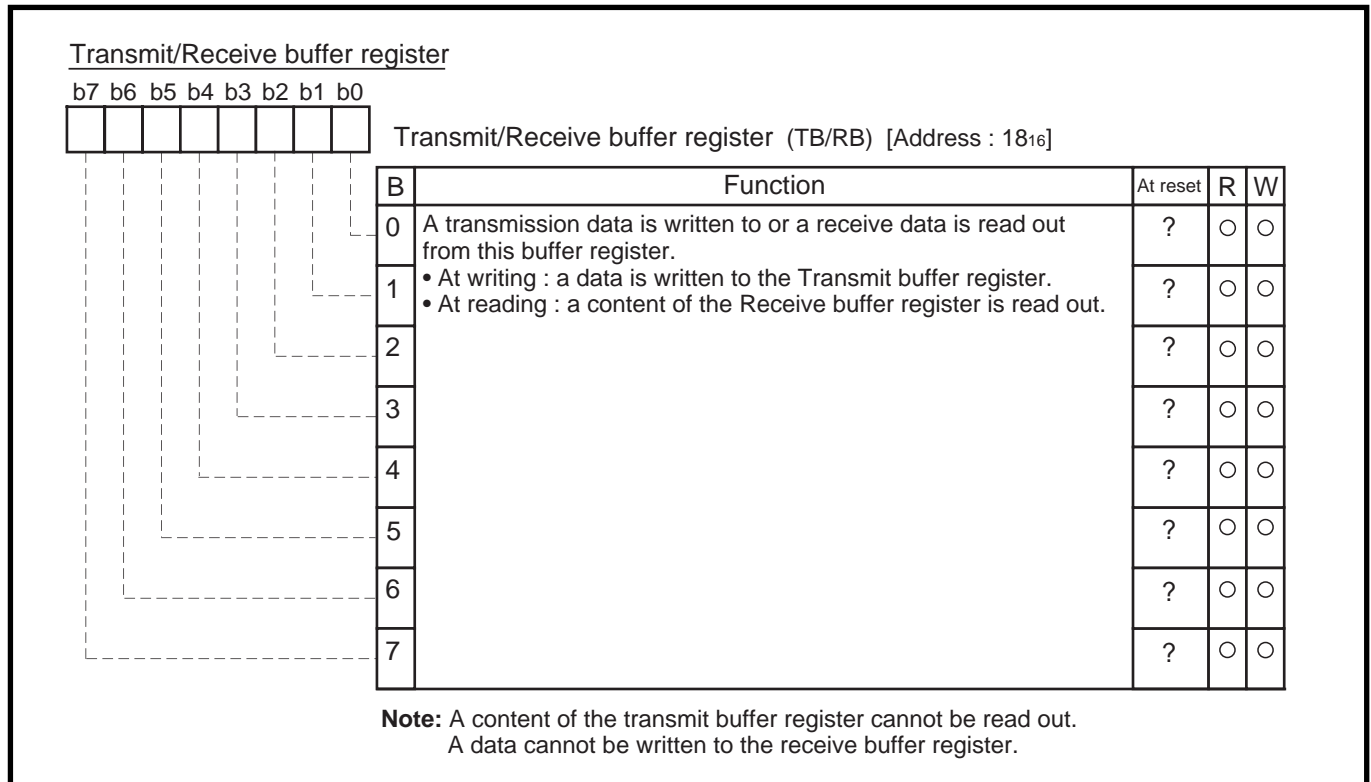 Transmit/Receive buffer register
b7 b6 b5 b4 b3 b2 b1 b0
Transmit/Receive buffer register (TB/RB) [Address : 18₁₆]
B Function At reset R W
0 A transmission data is written to or a receive data is read out ? ○ ○
from this buffer register.
• At writing : a data is written to the Transmit buffer register.
1 ? ○ ○
• At reading : a content of the Receive buffer register is read out.
2 ? ○ ○
3 ? ○ ○
4 ? ○ ○
5 ? ○ ○
6 ? ○ ○
7 ? ○ ○
Note: A content of the transmit buffer register cannot be read out.
A data cannot be written to the receive buffer register.